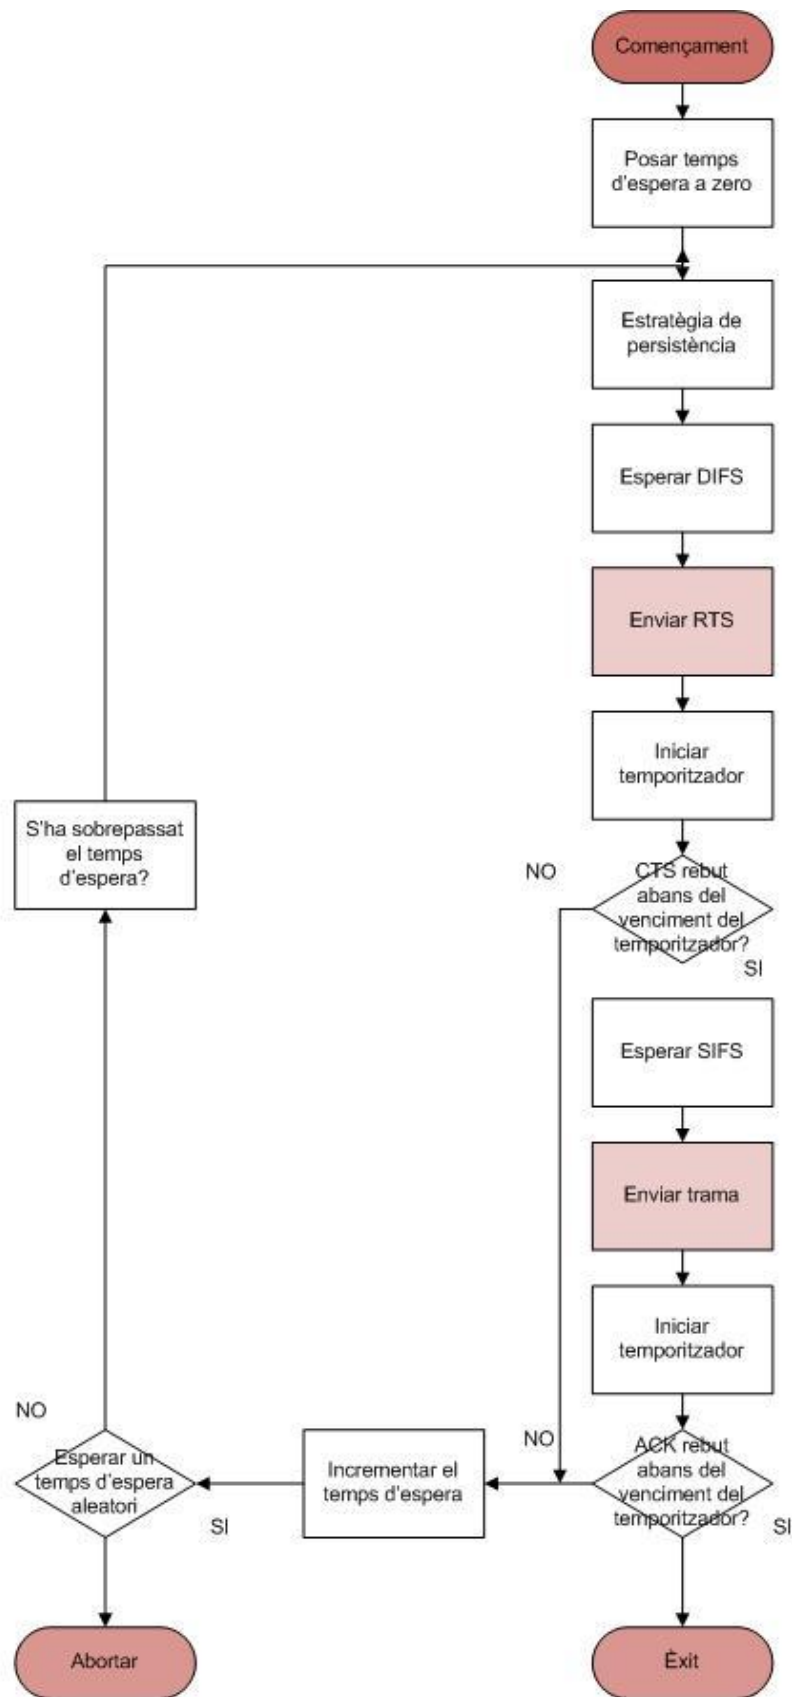 Començament
Posar temps
d'espera a zero
Estratègia de
persistència
Esperar DIFS
Enviar RTS
Iniciar
temporitzador
S'ha sobrepassat
el temps
d'espera?
NO
CTS rebut
abans del
venciment del
temporitzador?
SI
Esperar SIFS
Enviar trama
Iniciar
temporitzador
NO
Esperar un
temps d'espera
aleatori
SI
Incrementar el
temps d'espera
NO
ACK rebut
abans del
venciment del
temporitzador?
SI
Abortar
Èxit